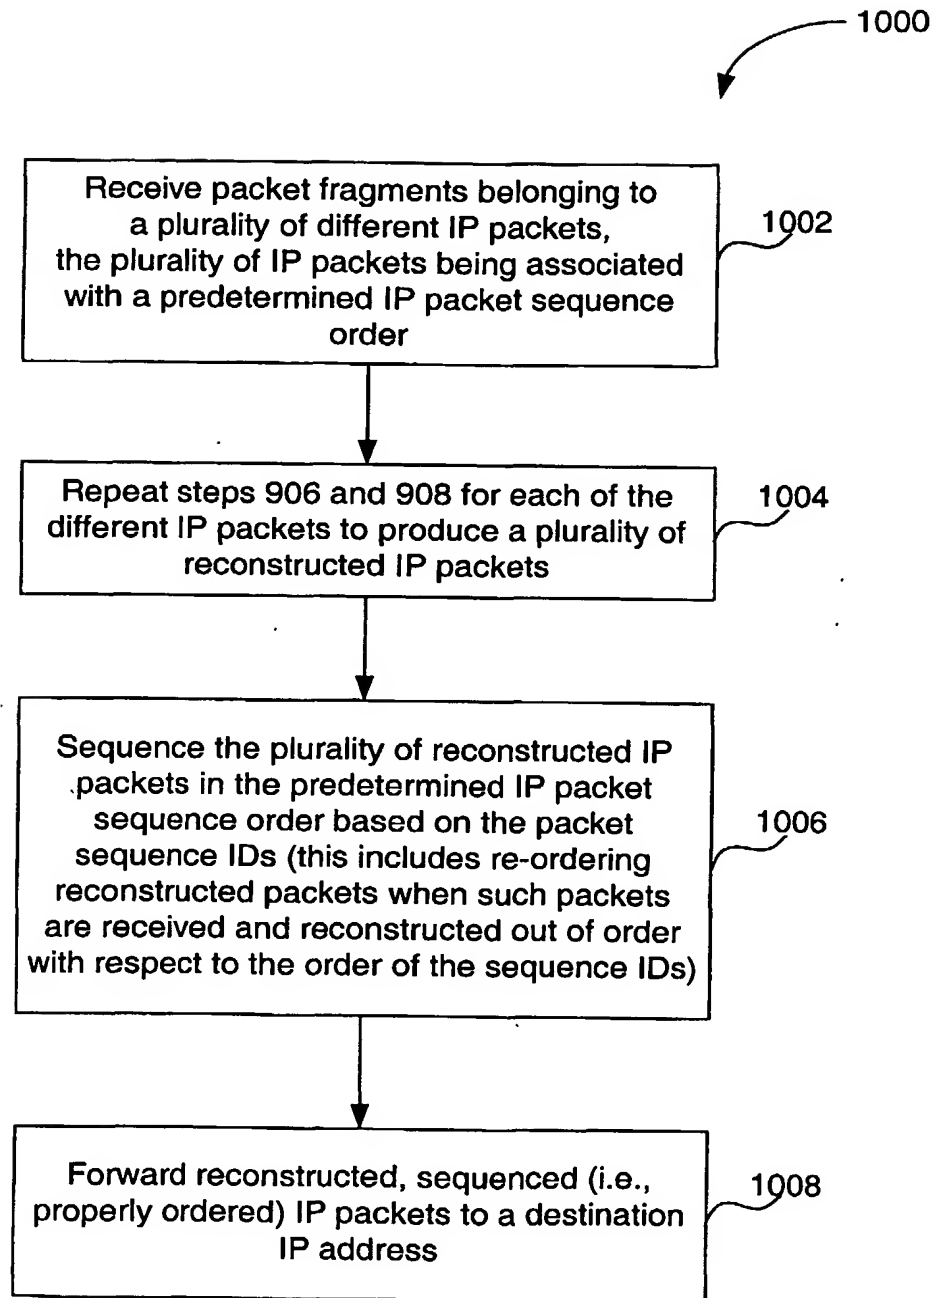 1000
Receive packet fragments belonging to
a plurality of different IP packets,
the plurality of IP packets being associated
with a predetermined IP packet sequence
order
1002
Repeat steps 906 and 908 for each of the
different IP packets to produce a plurality of
reconstructed IP packets
1004
Sequence the plurality of reconstructed IP
packets in the predetermined IP packet
sequence order based on the packet
sequence IDs (this includes re-ordering
reconstructed packets when such packets
are received and reconstructed out of order
with respect to the order of the sequence IDs)
1006
Forward reconstructed, sequenced (i.e.,
properly ordered) IP packets to a destination
IP address
1008